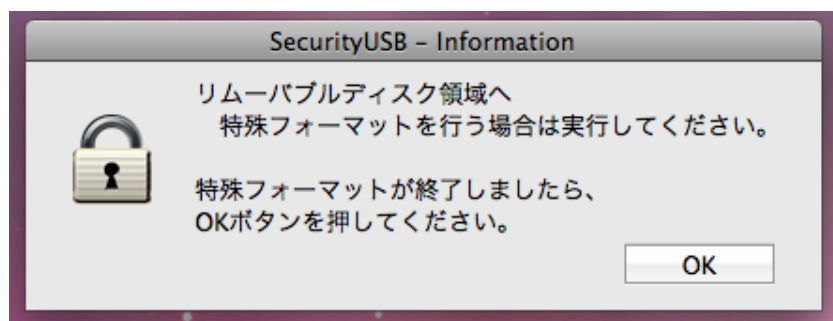 SecurityUSB – Information
リムーバブルディスク領域へ
特殊フォーマットを行う場合は実行してください。
特殊フォーマットが終了しましたら、
OKボタンを押してください。
OK